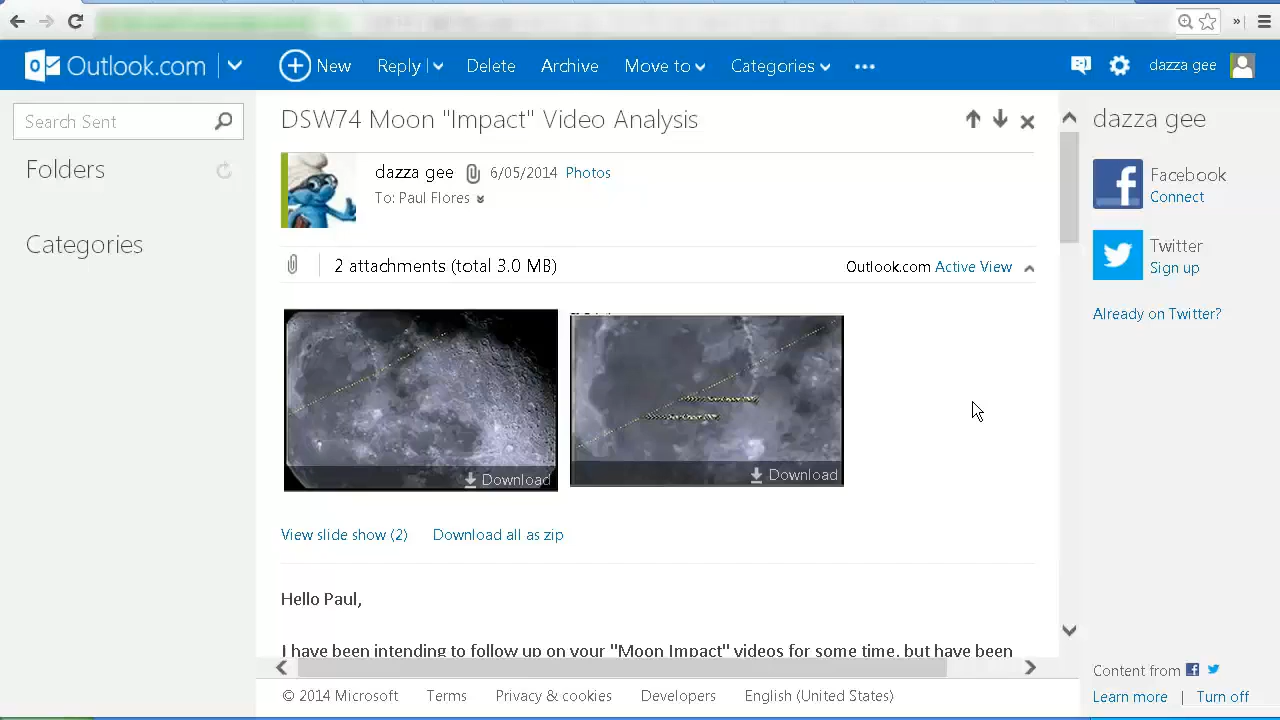 Outlook.com
New Reply Delete Archive Move to Categories dazza gee
Search Sent
Folders
Categories
DSW74 Moon "Impact" Video Analysis
dazza gee 6/05/2014 Photos
To: Paul Flores
2 attachments (total 3.0 MB) Outlook.com Active View
Download Download
View slide show (2) Download all as zip
Hello Paul,
I have been intending to follow up on your "Moon Impact" videos for some time, but have been
© 2014 Microsoft Terms Privacy & cookies Developers English (United States)
dazza gee
Facebook
Connect
Twitter
Sign up
Already on Twitter?
Content from
Learn more | Turn off